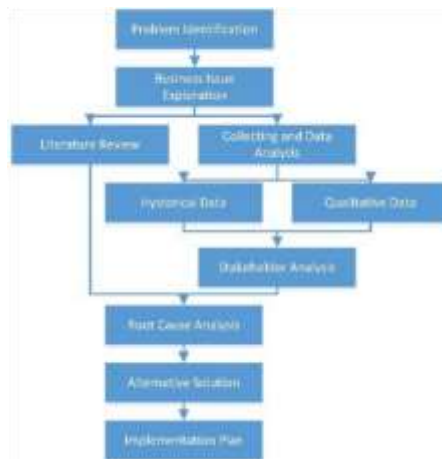 Problem Identification
Business Issue
Exploration
Literature Review
Collecting and Data
Analysis
Hystorical Data
Qualitative Data
Stakeholder Analysis
Root Cause Analysis
Alternative Solution
Implementation Plan